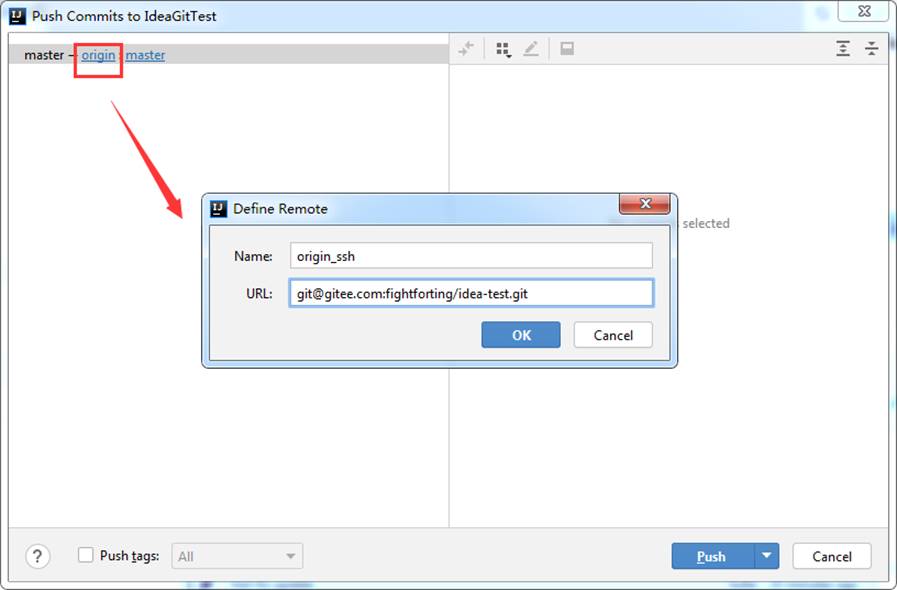 Push Commits to IdeaGitTest
master → origin : master
selected
Define Remote
Name: origin_ssh
URL: git@gitee.com:fightforting/idea-test.git
OK Cancel
? Push tags: All Push Cancel